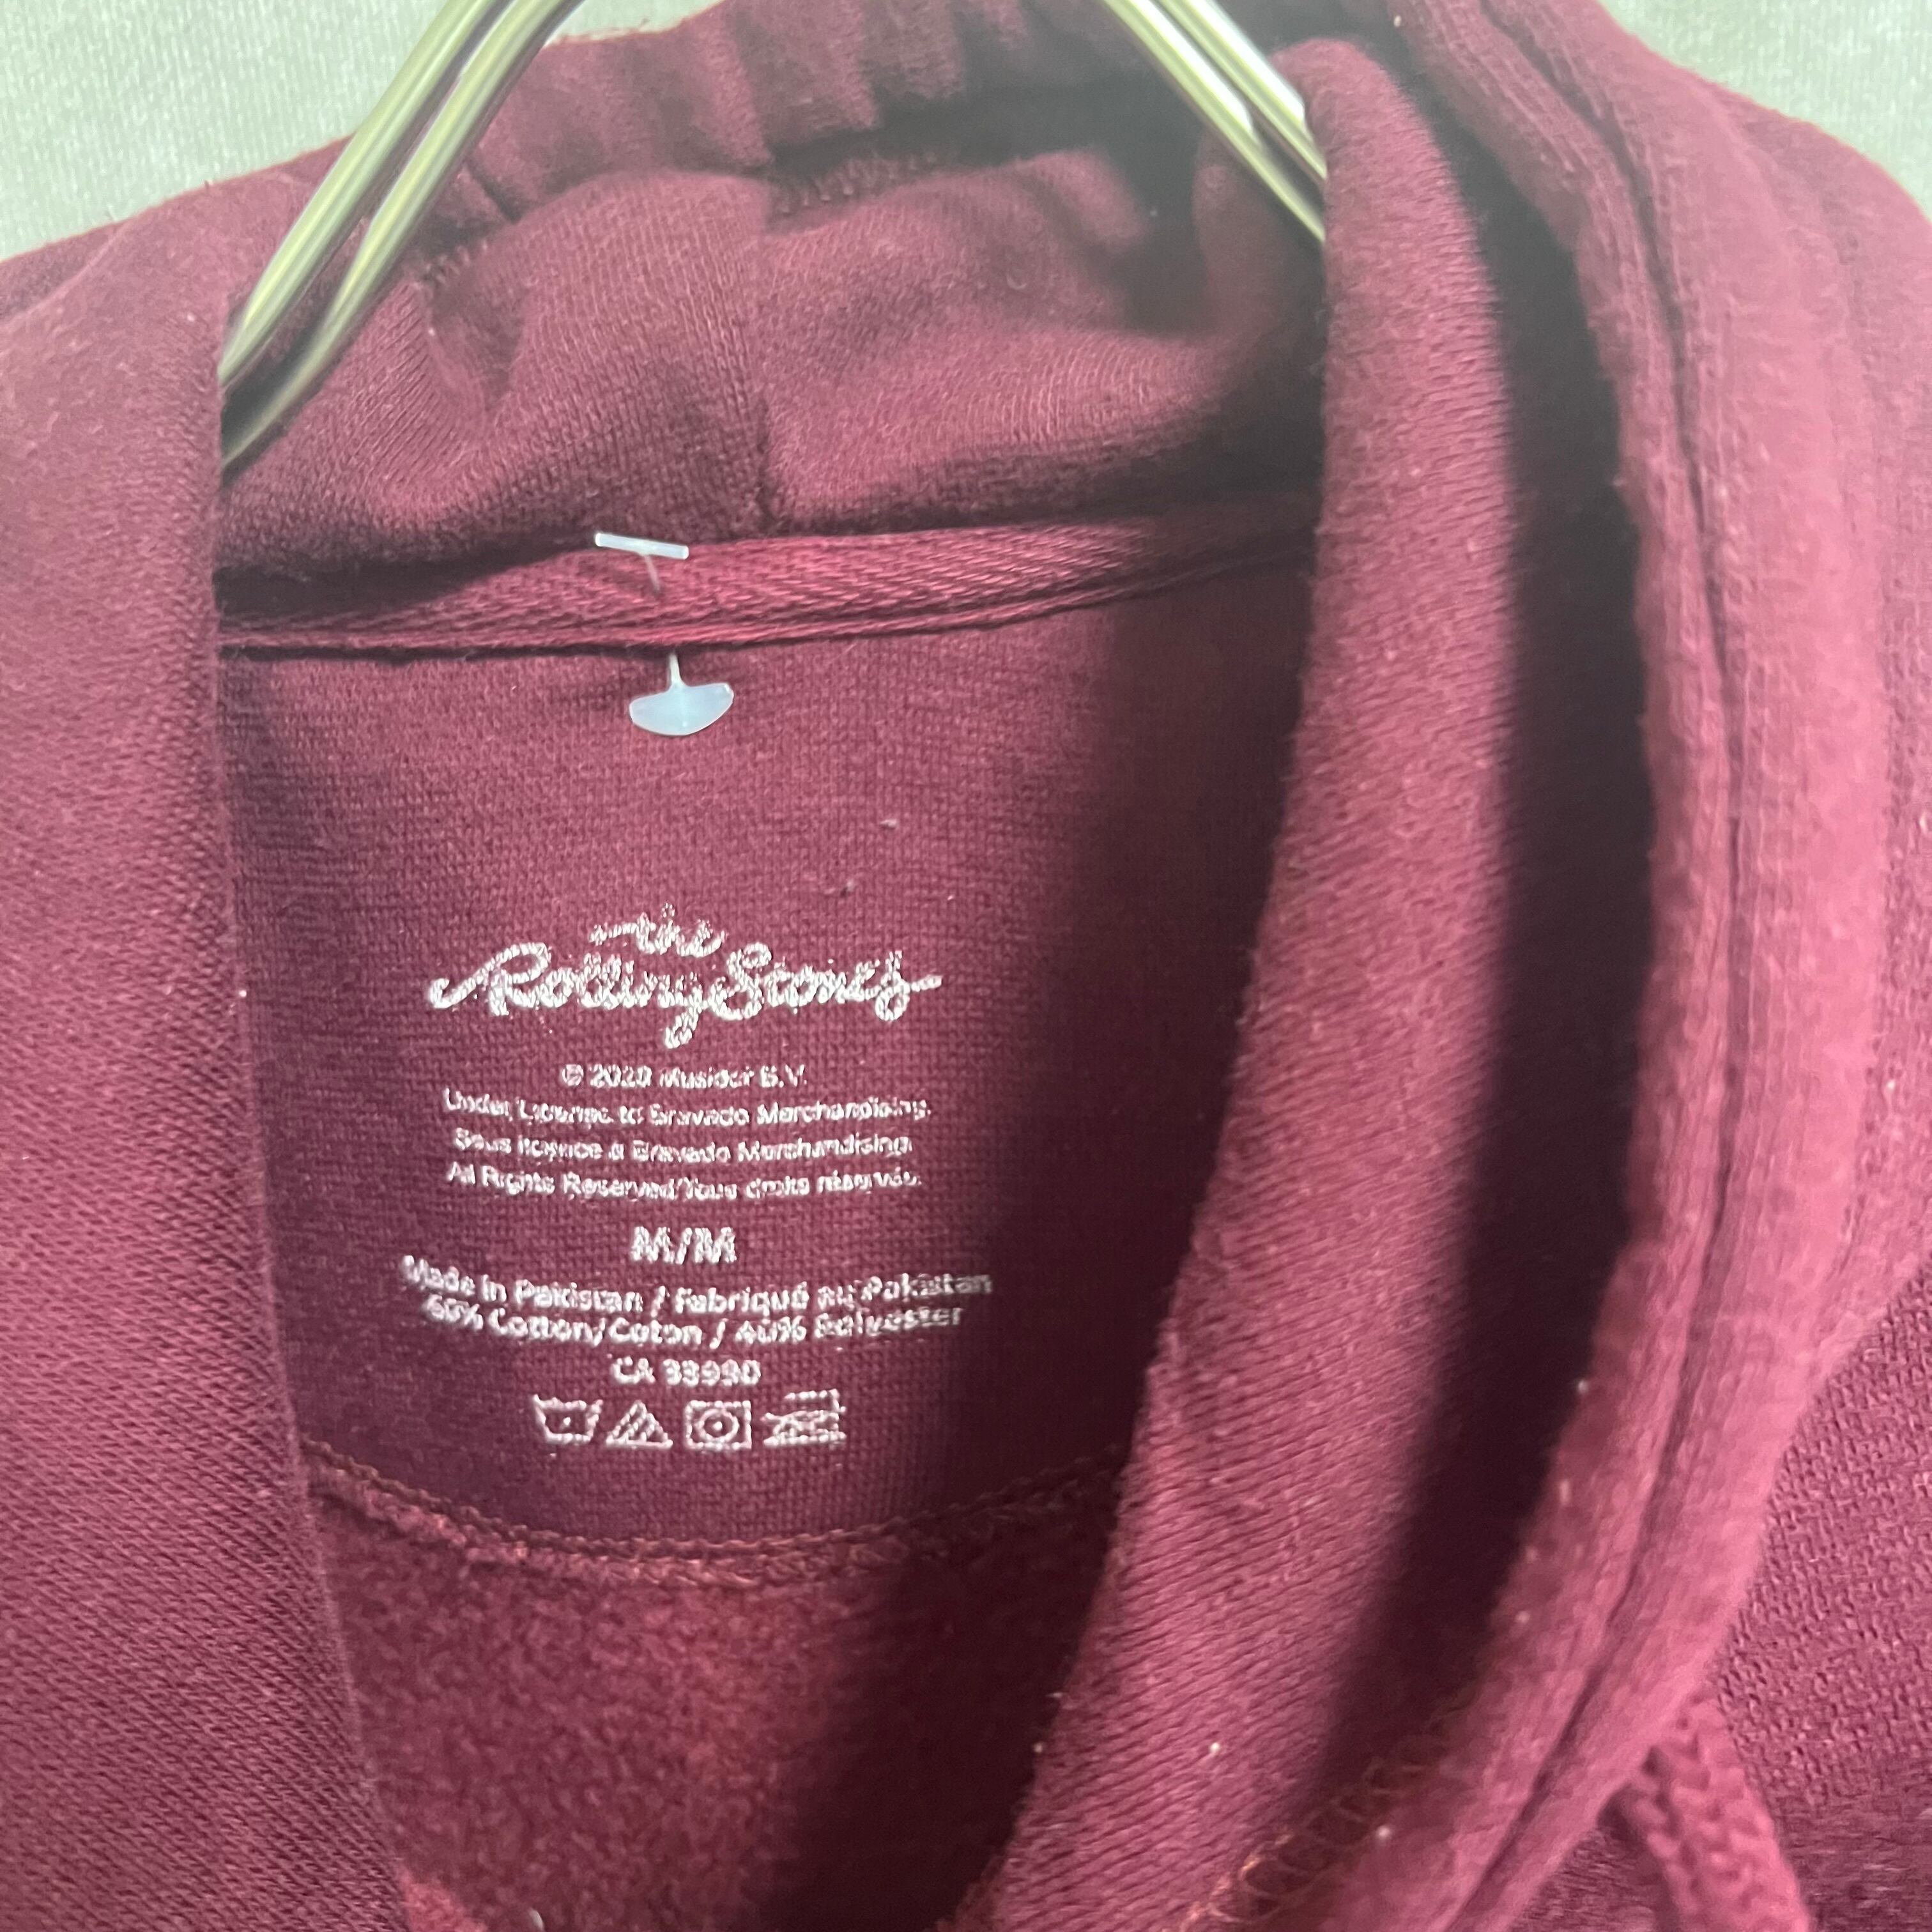 the
Rolling Stones
© 2020 Musidor B.V.
Under License to Bravado Merchandising.
Sous licence à Bravado Merchandising.
All Rights Reserved/Tous droits réservés.
M/M
Made in Pakistan / Fabriqué au Pakistan
60% Cotton/Coton / 40% Polyester
CA 33990